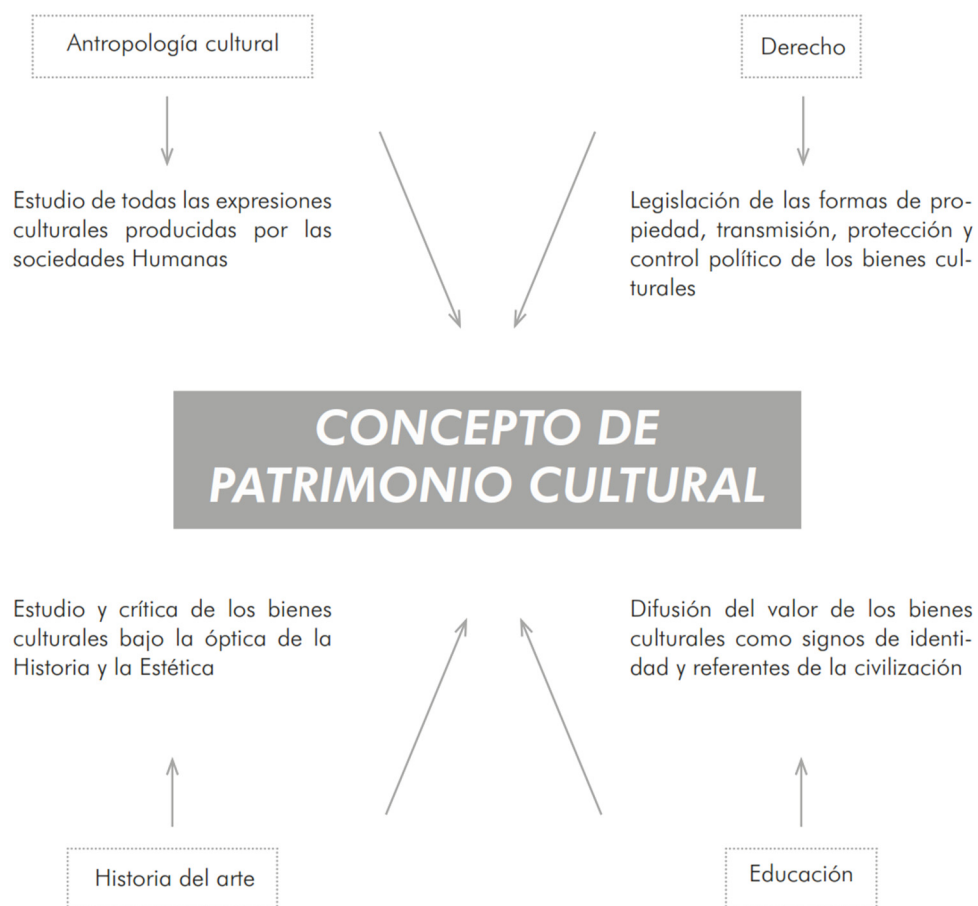 Antropología cultural
Derecho
Estudio de todas las expresiones
culturales producidas por las
sociedades Humanas
Legislación de las formas de pro-
piedad, transmisión, protección y
control político de los bienes cul-
turales
CONCEPTO DE
PATRIMONIO CULTURAL
Estudio y crítica de los bienes
culturales bajo la óptica de la
Historia y la Estética
Difusión del valor de los bienes
culturales como signos de identi-
dad y referentes de la civilización
Historia del arte
Educación